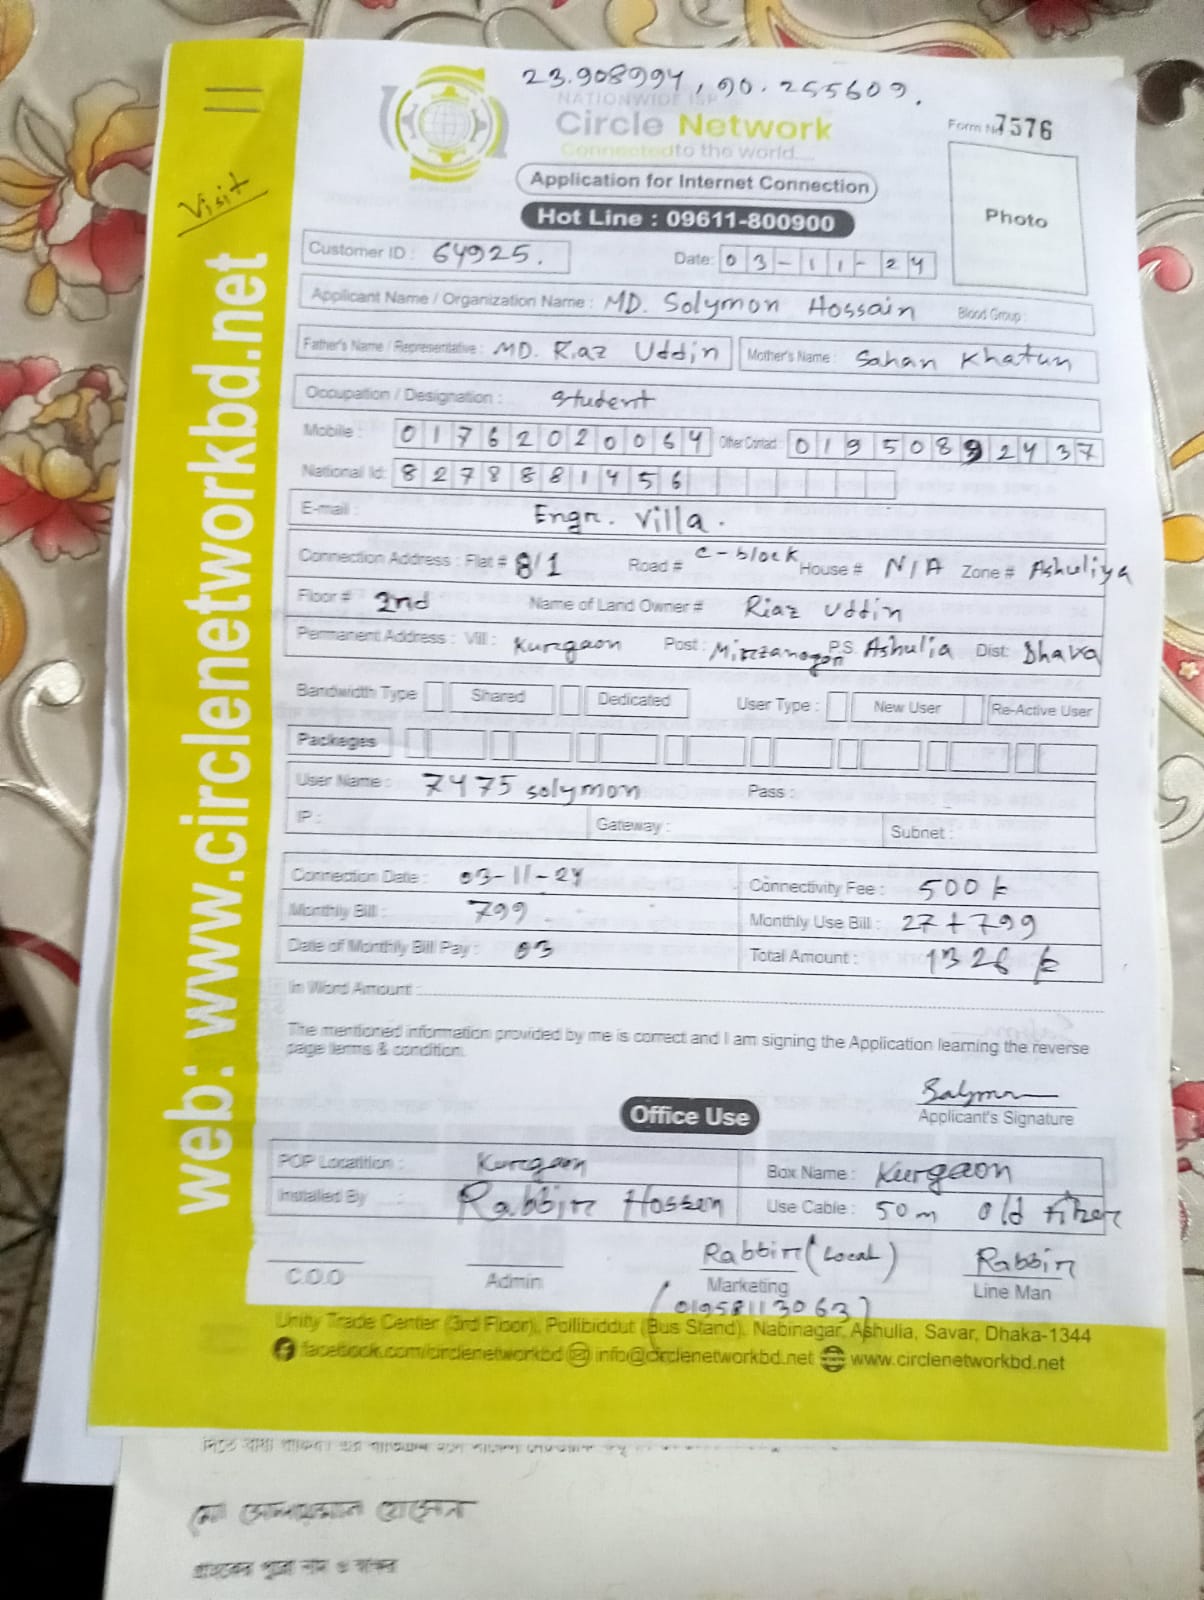 23.908994, 90.255609.
NATIONWIDE ISP
Circle Network
Connected to the world....
Form No 7576
Application for Internet Connection
Hot Line : 09611-800900
Photo
Visit
web: www.circlenetworkbd.net
Customer ID : 64925. Date: 03-11-24
Applicant Name / Organization Name : MD. Solymon Hossain Blood Group :
Father's Name / Representative : MD. Riaz Uddin Mother's Name : Sahan Khatun
Occupation / Designation : student
Mobile : 01762020064 Other Contact : 01950892437
National Id: 8278881456
E-mail : Engr. Villa.
Connection Address : Flat # 8/1 Road # c-block House # N/A Zone # Ashuliya
Floor # 2nd Name of Land Owner # Riaz Uddin
Permanent Address : Vill : Kurgaon Post : Mirzanogor P.S. Ashulia Dist: Dhaka
Bandwidth Type Shared Dedicated User Type : New User Re-Active User
Packages
User Name : 7475 solymon Pass :
IP : Gateway : Subnet :
Connection Date : 03-11-24 Connectivity Fee : 500 t
Monthly Bill : 799 Monthly Use Bill : 27 + 799
Date of Monthly Bill Pay : 03 Total Amount : 1326 t
In Word Amount :
The mentioned information provided by me is correct and I am signing the Application learning the reverse
page terms & condition.
Applicant's Signature
Office Use
POP Locatition : Kurgaon Box Name : Kurgaon
Installed By : Rabbir Hossen Use Cable : 50m old fiber
C.O.O Admin Rabbir (Local) Rabbir
Marketing Line Man
(01958113063)
Unity Trade Center (3rd Floor), Pollibiddut (Bus Stand), Nabinagar, Ashulia, Savar, Dhaka-1344
facebook.com/circlenetworkbd info@circlenetworkbd.net www.circlenetworkbd.net